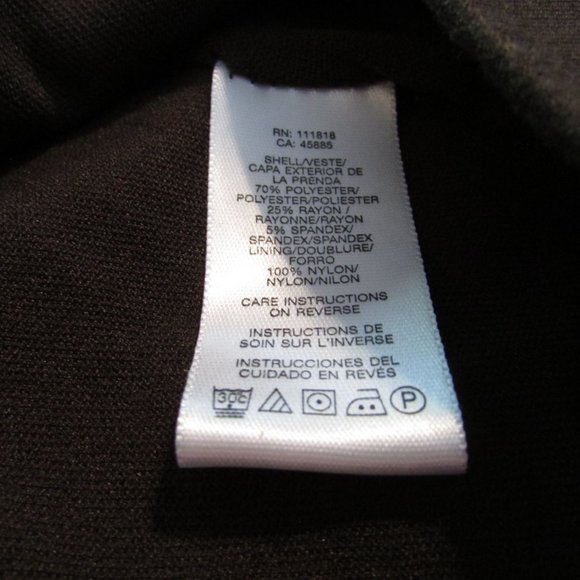 RN: 111818
CA: 45885
SHELL/VESTE/
CAPA EXTERIOR DE
LA PRENDA
70% POLYESTER/
POLYESTER/POLIESTER
25% RAYON /
RAYONNE/RAYON
5% SPANDEX/
SPANDEX/SPANDEX
LINING/DOUBLURE/
FORRO
100% NYLON/
NYLON/NILON
CARE INSTRUCTIONS
ON REVERSE
INSTRUCTIONS DE
SOIN SUR L'INVERSE
INSTRUCCIONES DEL
CUIDADO EN REVÉS
30C P